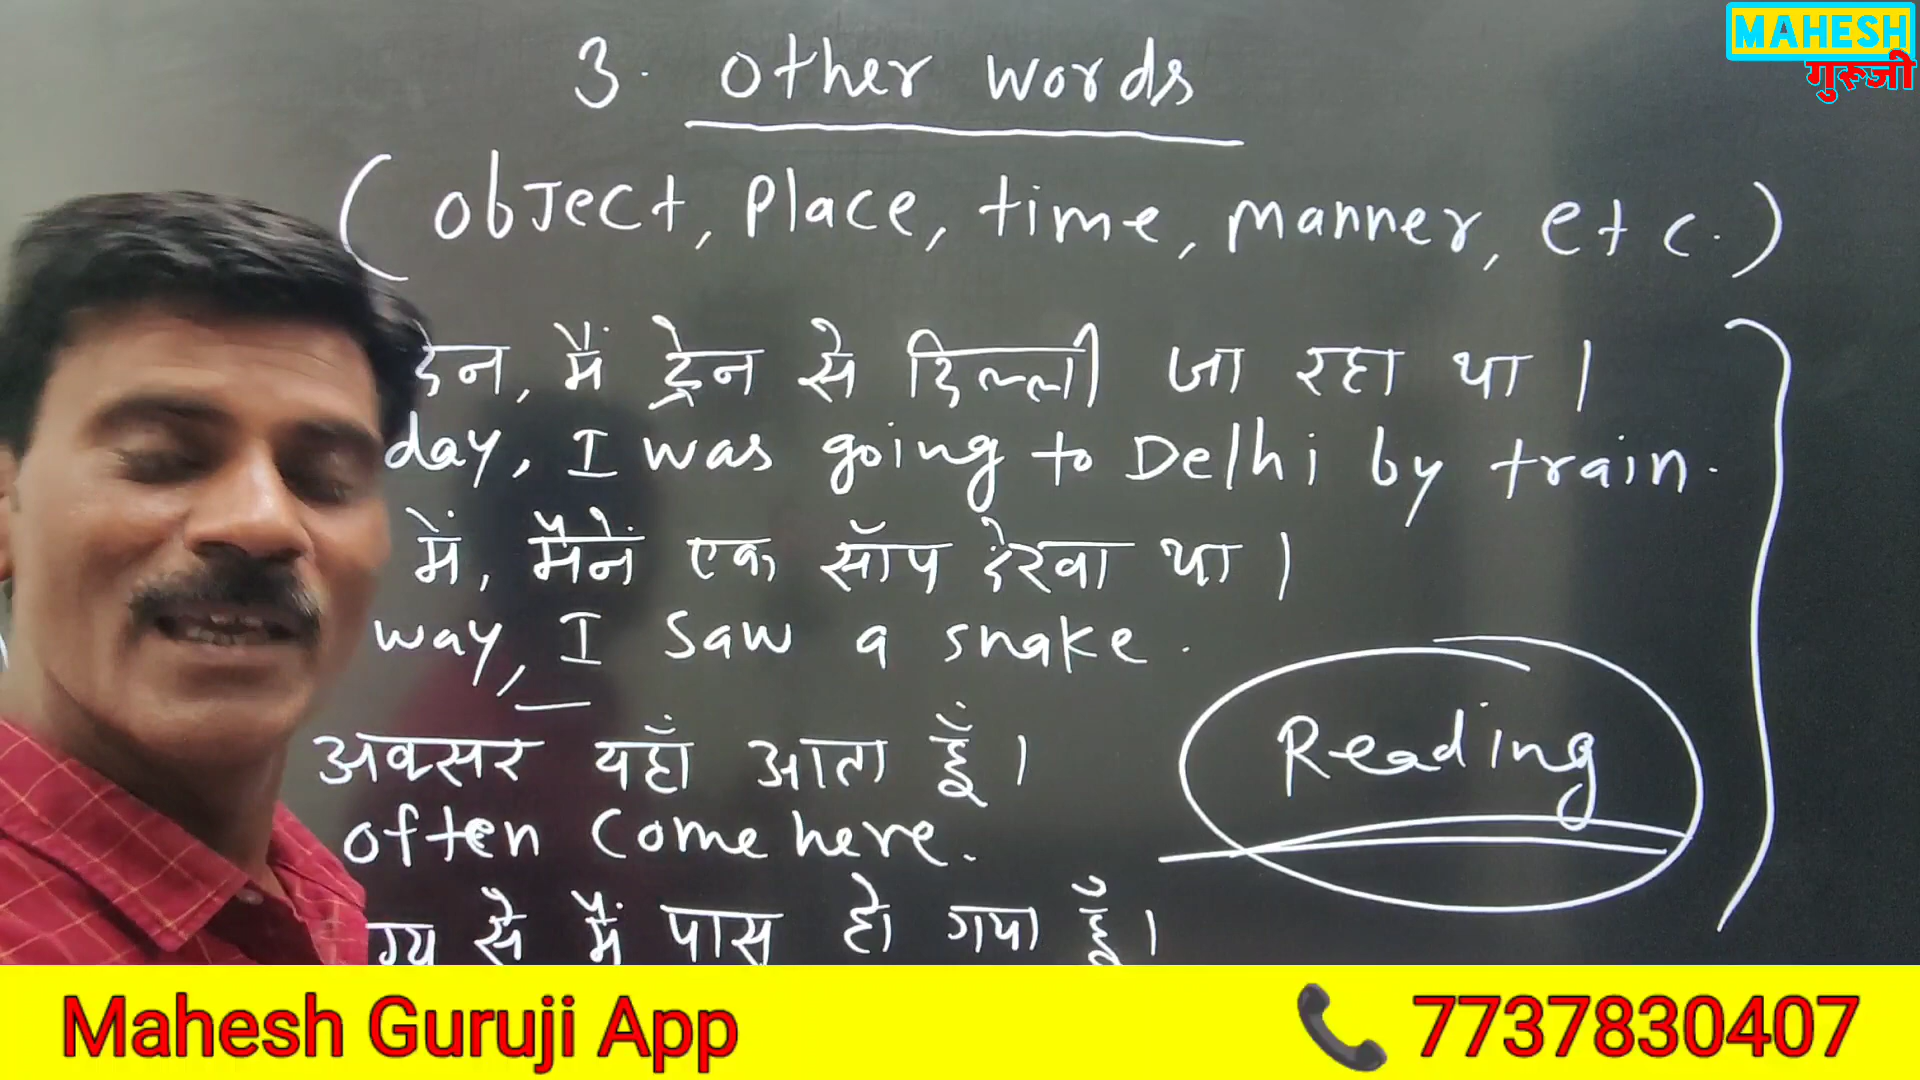 MAHESH
गुरूजी
3. Other words
(Object, Place, time, manner, etc.)
देन, मैं ट्रेन से दिल्ली जा रहा था।
day, I was going to Delhi by train.
में, मैंने एक साँप देखा था।
way, I saw a snake.
अक्सर यहाँ आता हूँ।
often come here.
Reading
ग्य से मैं पास हो गया हूँ।
Mahesh Guruji App
7737830407